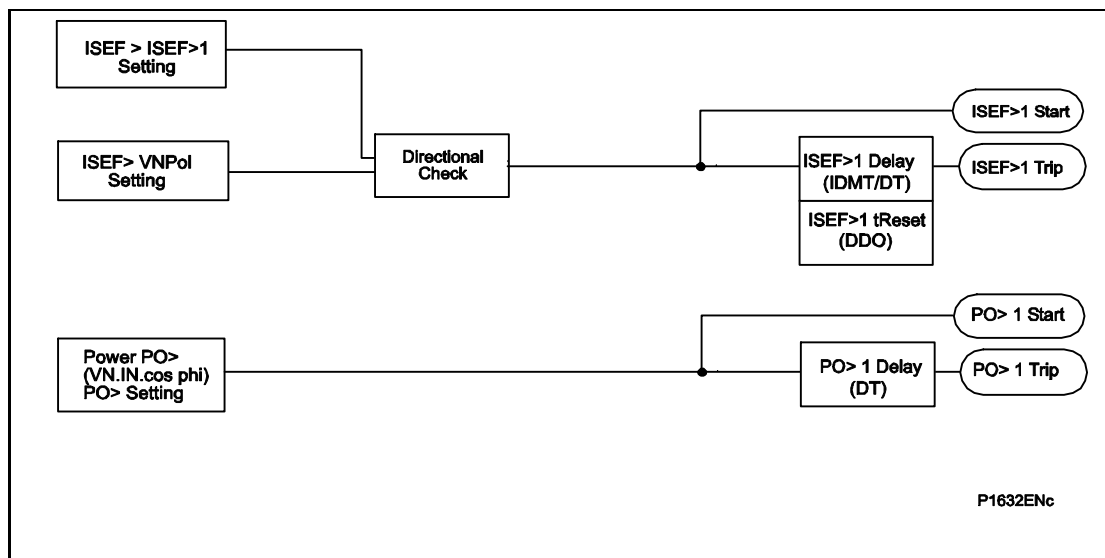 ISEF > ISEF>1
Setting
ISEF> VNPol
Setting
Directional
Check
ISEF>1 Start
ISEF>1 Delay
(IDMT/DT)
ISEF>1 Trip
ISEF>1 tReset
(DDO)
Power PO>
(VN.IN.cos phi)
PO> Setting
PO> 1 Start
PO> 1 Delay
(DT)
PO> 1 Trip
P1632ENc